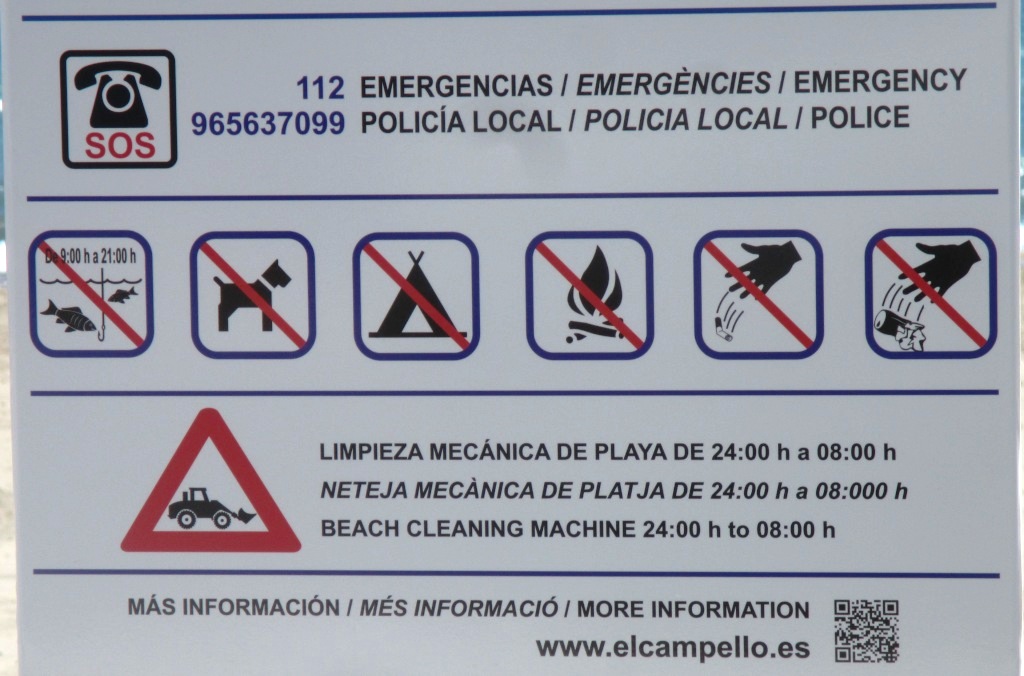 SOS
112 EMERGENCIAS / EMERGÈNCIES / EMERGENCY
965637099 POLICÍA LOCAL / POLICIA LOCAL / POLICE
De 9:00 h a 21:00 h
LIMPIEZA MECÁNICA DE PLAYA DE 24:00 h a 08:00 h
NETEJA MECÀNICA DE PLATJA DE 24:00 h a 08:000 h
BEACH CLEANING MACHINE 24:00 h to 08:00 h
MÁS INFORMACIÓN / MÉS INFORMACIÓ / MORE INFORMATION
www.elcampello.es